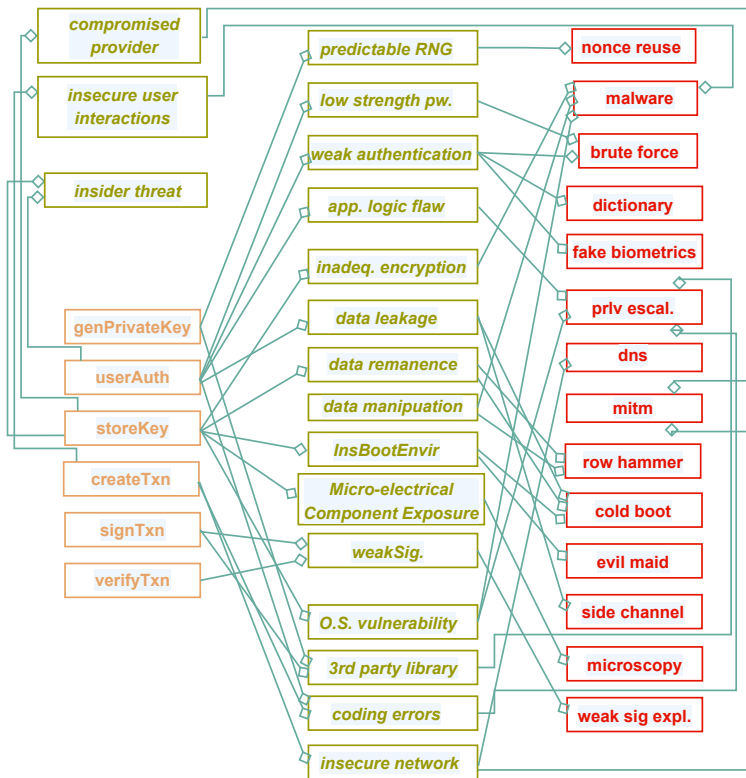 compromised
provider
insecure user
interactions
insider threat
genPrivateKey
userAuth
storeKey
createTxn
signTxn
verifyTxn
predictable RNG
low strength pw.
weak authentication
app. logic flaw
inadeq. encryption
data leakage
data remanence
data manipuation
InsBootEnvir
Micro-electrical
Component Exposure
weakSig.
O.S. vulnerability
3rd party library
coding errors
insecure network
nonce reuse
malware
brute force
dictionary
fake biometrics
prlv escal.
dns
mitm
row hammer
cold boot
evil maid
side channel
microscopy
weak sig expl.